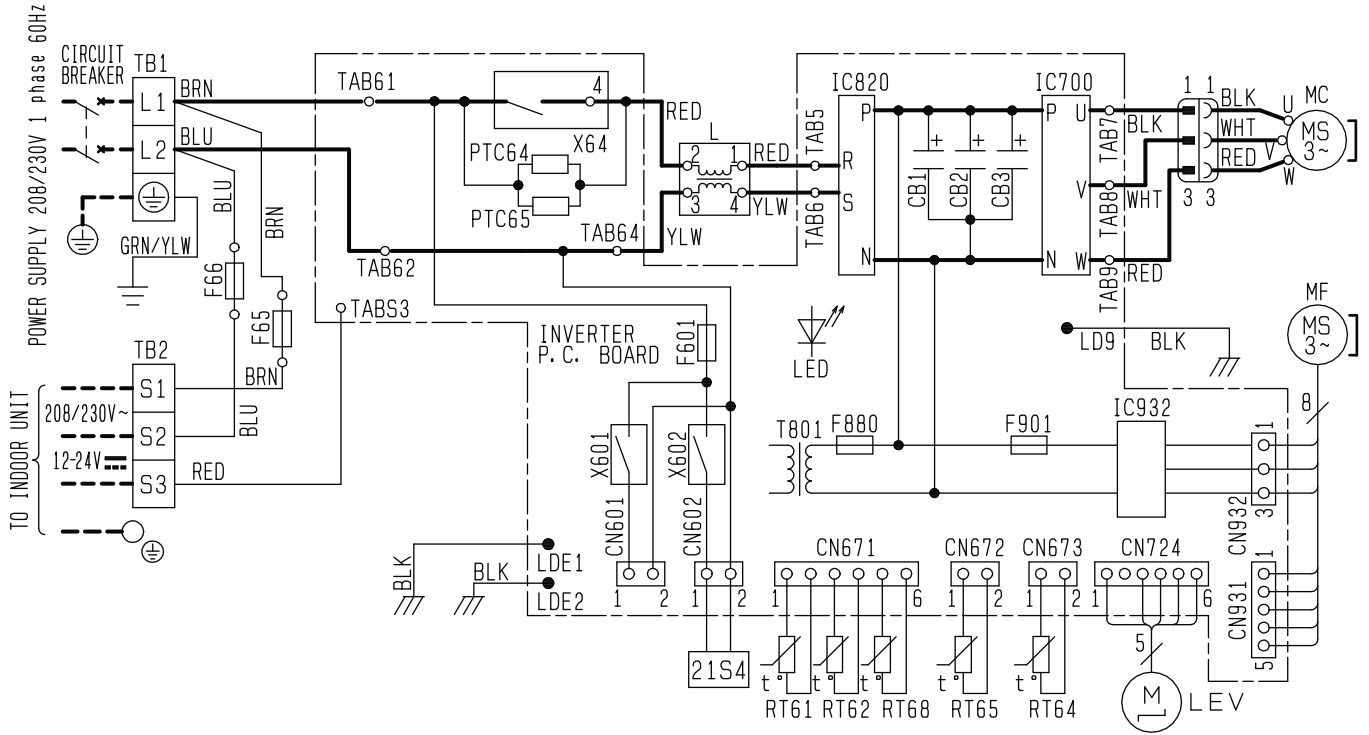 POWER SUPPLY 208/230V 1 phase 60Hz
CIRCUIT
BREAKER
TB1
L1
L2
BRN
BLU
GRN/YLW
BLU
BRN
F66
F65
TB2
S1
S2
S3
BRN
BLU
RED
TO INDOOR UNIT
208/230V~
12-24V
TAB61
TAB62
TABS3
4
X64
PTC64
PTC65
TAB64
RED
YLW
L
2 1
3 4
RED
YLW
TAB5
TAB6
IC820
P
R
S
N
CB1
CB2
CB3
+
+
+
IC700
P
U
V
N
W
TAB7
TAB8
TAB9
BLK
WHT
RED
1 1
3 3
BLK
WHT
RED
U
V
W
MC
MS
3~
MF
MS
3~
8
INVERTER
P.C. BOARD
F601
LED
LD9
BLK
X601
X602
CN601
CN602
1 2
1 2
21S4
T801
F880
F901
IC932
CN932
1
3
CN931
1
5
BLK
BLK
LDE1
LDE2
CN671
1 6
CN672
1 2
CN673
1 2
CN724
1 6
t°
t°
t°
t°
t°
RT61
RT62
RT68
RT65
RT64
5
M
LEV